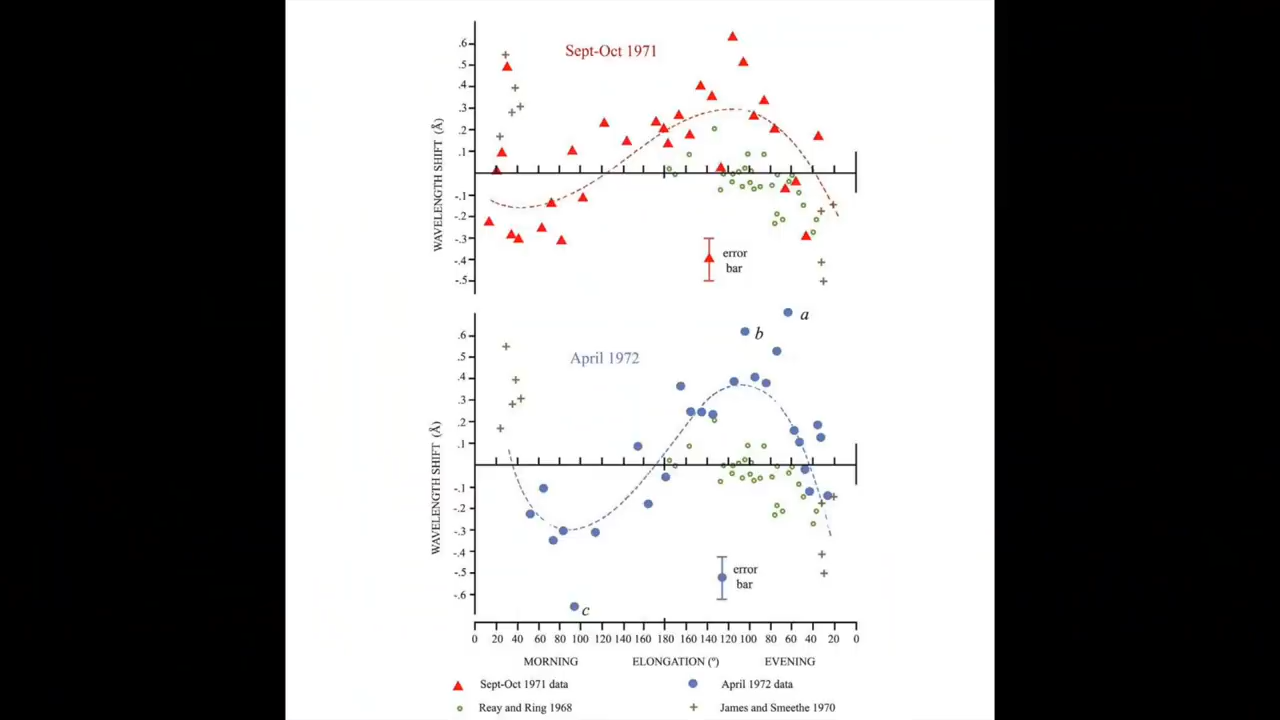 Sept-Oct 1971
WAVELENGTH SHIFT (Å)
.6
.5
.4
.3
.2
.1
-.1
-.2
-.3
-.4
-.5
error
bar
April 1972
WAVELENGTH SHIFT (Å)
.6
.5
.4
.3
.2
.1
-.1
-.2
-.3
-.4
-.5
-.6
a
b
c
error
bar
0 20 40 60 80 100 120 140 160 180 160 140 120 100 80 60 40 20 0
MORNING ELONGATION (º) EVENING
Sept-Oct 1971 data April 1972 data
Reay and Ring 1968 James and Smeethe 1970